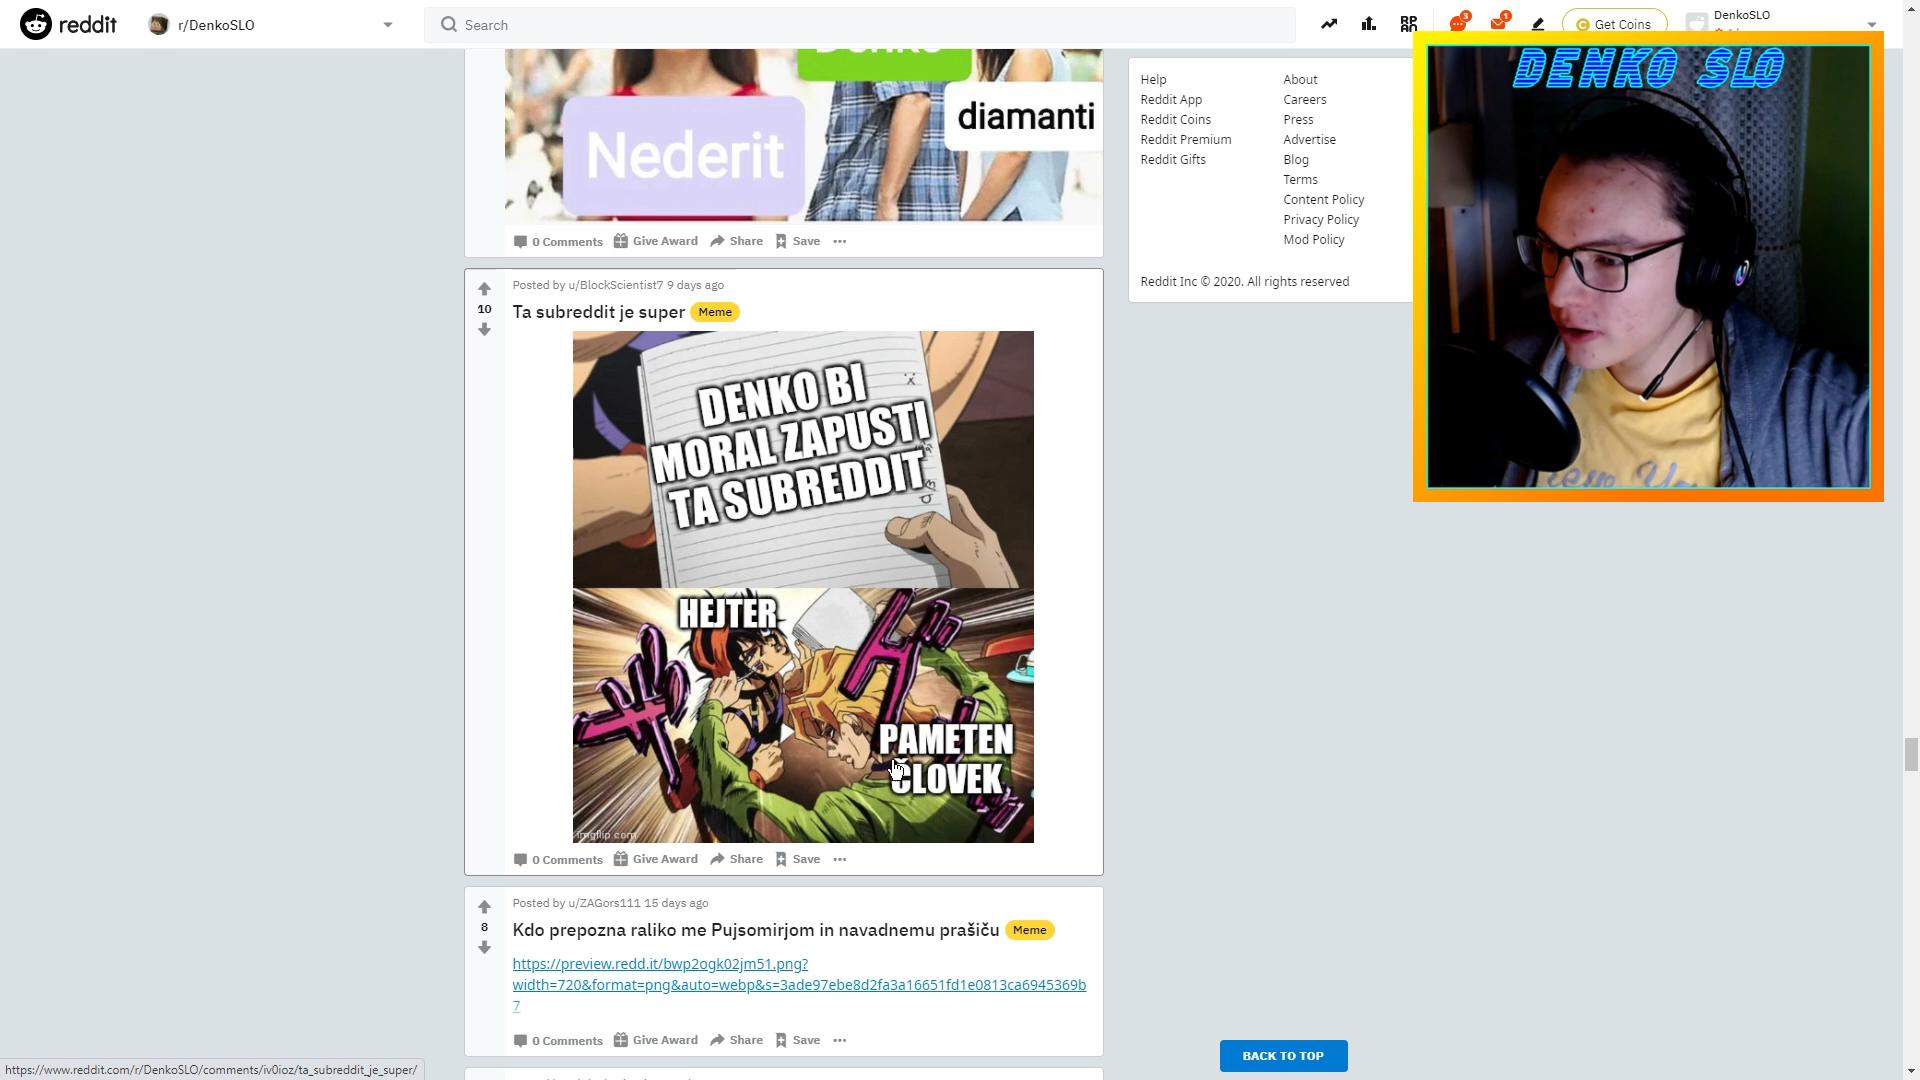 reddit
r/DenkoSLO
Search
3
1
Get Coins
DenkoSLO
DENKO SLO
Denko
Nederit
diamanti
0 Comments
Give Award
Share
Save
Help
Reddit App
Reddit Coins
Reddit Premium
Reddit Gifts
About
Careers
Press
Advertise
Blog
Terms
Content Policy
Privacy Policy
Mod Policy
Reddit Inc © 2020. All rights reserved
10
Posted by u/BlockScientist7 9 days ago
Ta subreddit je super Meme
DENKO BI
MORAL ZAPUSTI
TA SUBREDDIT
HEJTER
PAMETEN
ČLOVEK
imgflip.com
0 Comments
Give Award
Share
Save
8
Posted by u/ZAGors111 15 days ago
Kdo prepozna raliko me Pujsomirjom in navadnemu prašiču Meme
https://preview.redd.it/bwp2ogk02jm51.png?
width=720&format=png&auto=webp&s=3ade97ebe8d2fa3a16651fd1e0813ca6945369b
7
0 Comments
Give Award
Share
Save
BACK TO TOP
https://www.reddit.com/r/DenkoSLO/comments/iv0ioz/ta_subreddit_je_super/